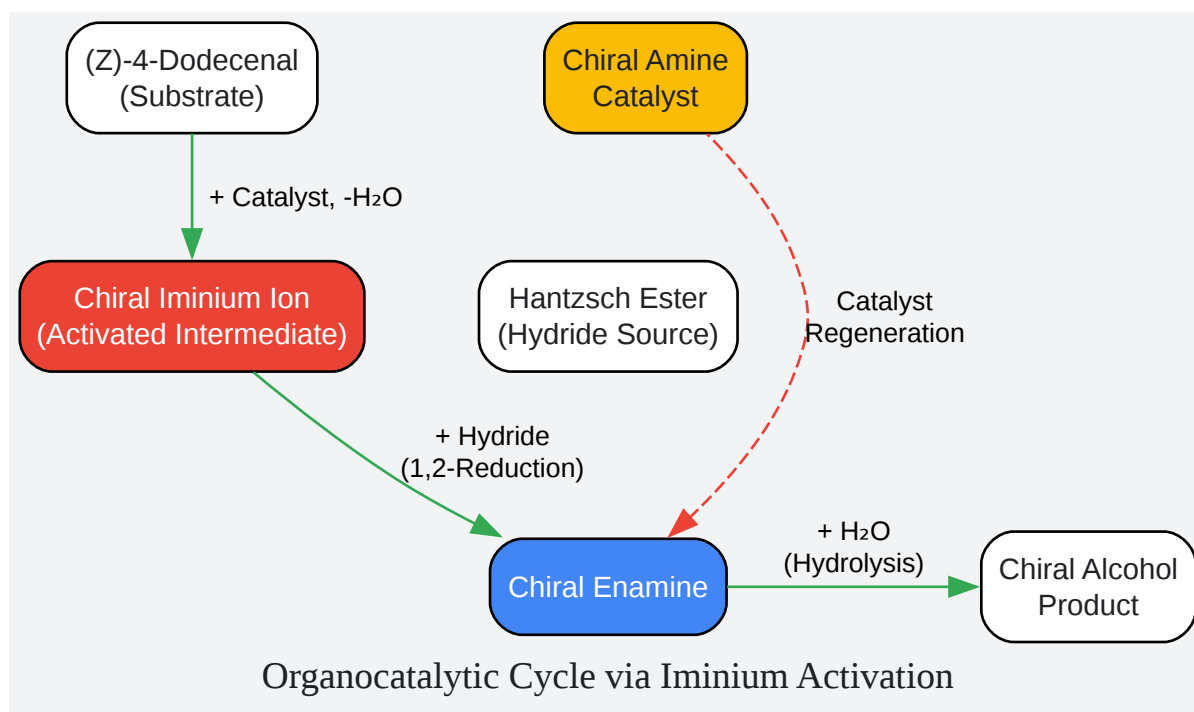 (Z)-4-Dodecenal
(Substrate)
Chiral Amine
Catalyst
+ Catalyst, -H₂O
Chiral Iminium Ion
(Activated Intermediate)
Hantzsch Ester
(Hydride Source)
Catalyst
Regeneration
+ Hydride
(1,2-Reduction)
Chiral Enamine
+ H₂O
(Hydrolysis)
Chiral Alcohol
Product
Organocatalytic Cycle via Iminium Activation